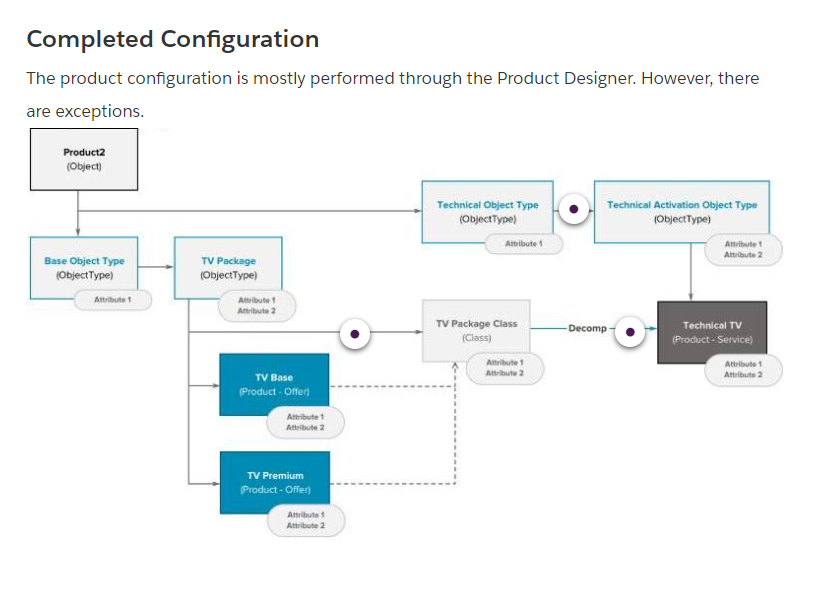 Completed Configuration
The product configuration is mostly performed through the Product Designer. However, there
are exceptions.
Product2
(Object)
Technical Object Type
(ObjectType)
Attribute 1
Technical Activation Object Type
(ObjectType)
Attribute 1
Attribute 2
Base Object Type
(ObjectType)
Attribute 1
TV Package
(ObjectType)
Attribute 1
Attribute 2
TV Package Class
(Class)
Attribute 1
Attribute 2
Decomp
Technical TV
(Product - Service)
Attribute 1
Attribute 2
TV Base
(Product - Offer)
Attribute 1
Attribute 2
TV Premium
(Product - Offer)
Attribute 1
Attribute 2